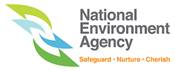 National
Environment
Agency
Safeguard • Nurture • Cherish